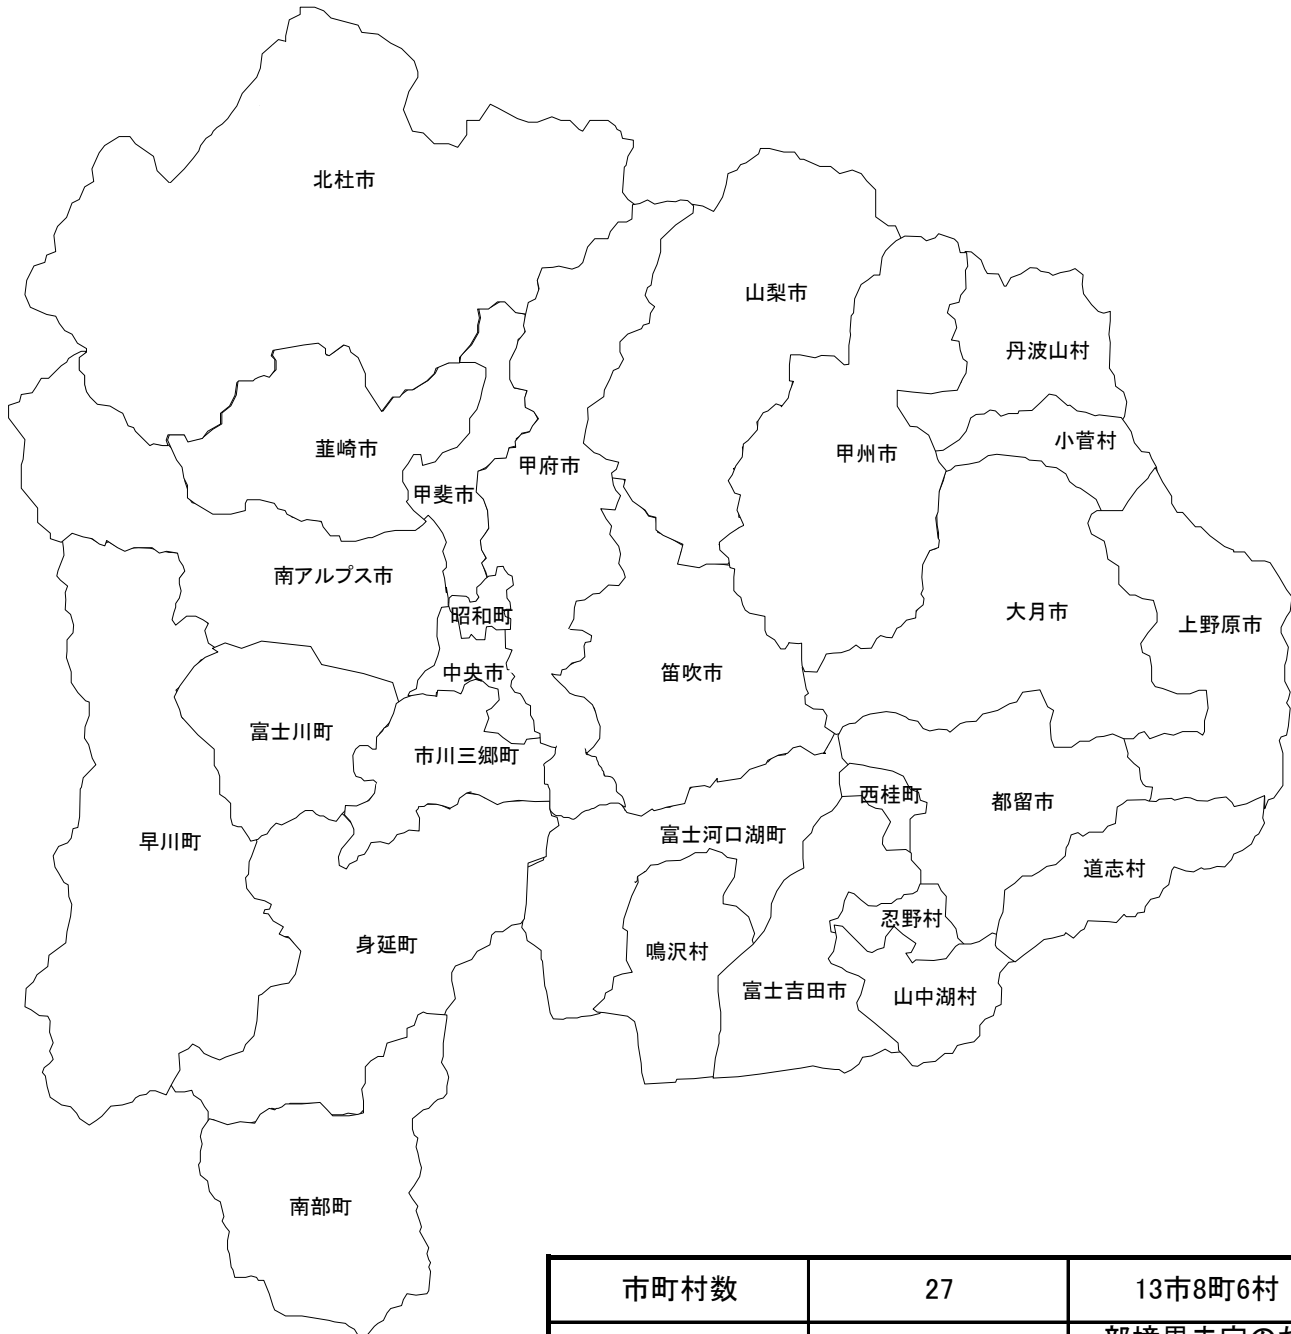 北杜市
山梨市
丹波山村
小菅村
韮崎市
甲州市
甲府市
甲斐市
南アルプス市
昭和町
大月市
上野原市
中央市
笛吹市
富士川町
市川三郷町
西桂町
都留市
富士河口湖町
早川町
道志村
忍野村
身延町
鳴沢村
富士吉田市
山中湖村
南部町
市町村数 27 13市8町6村